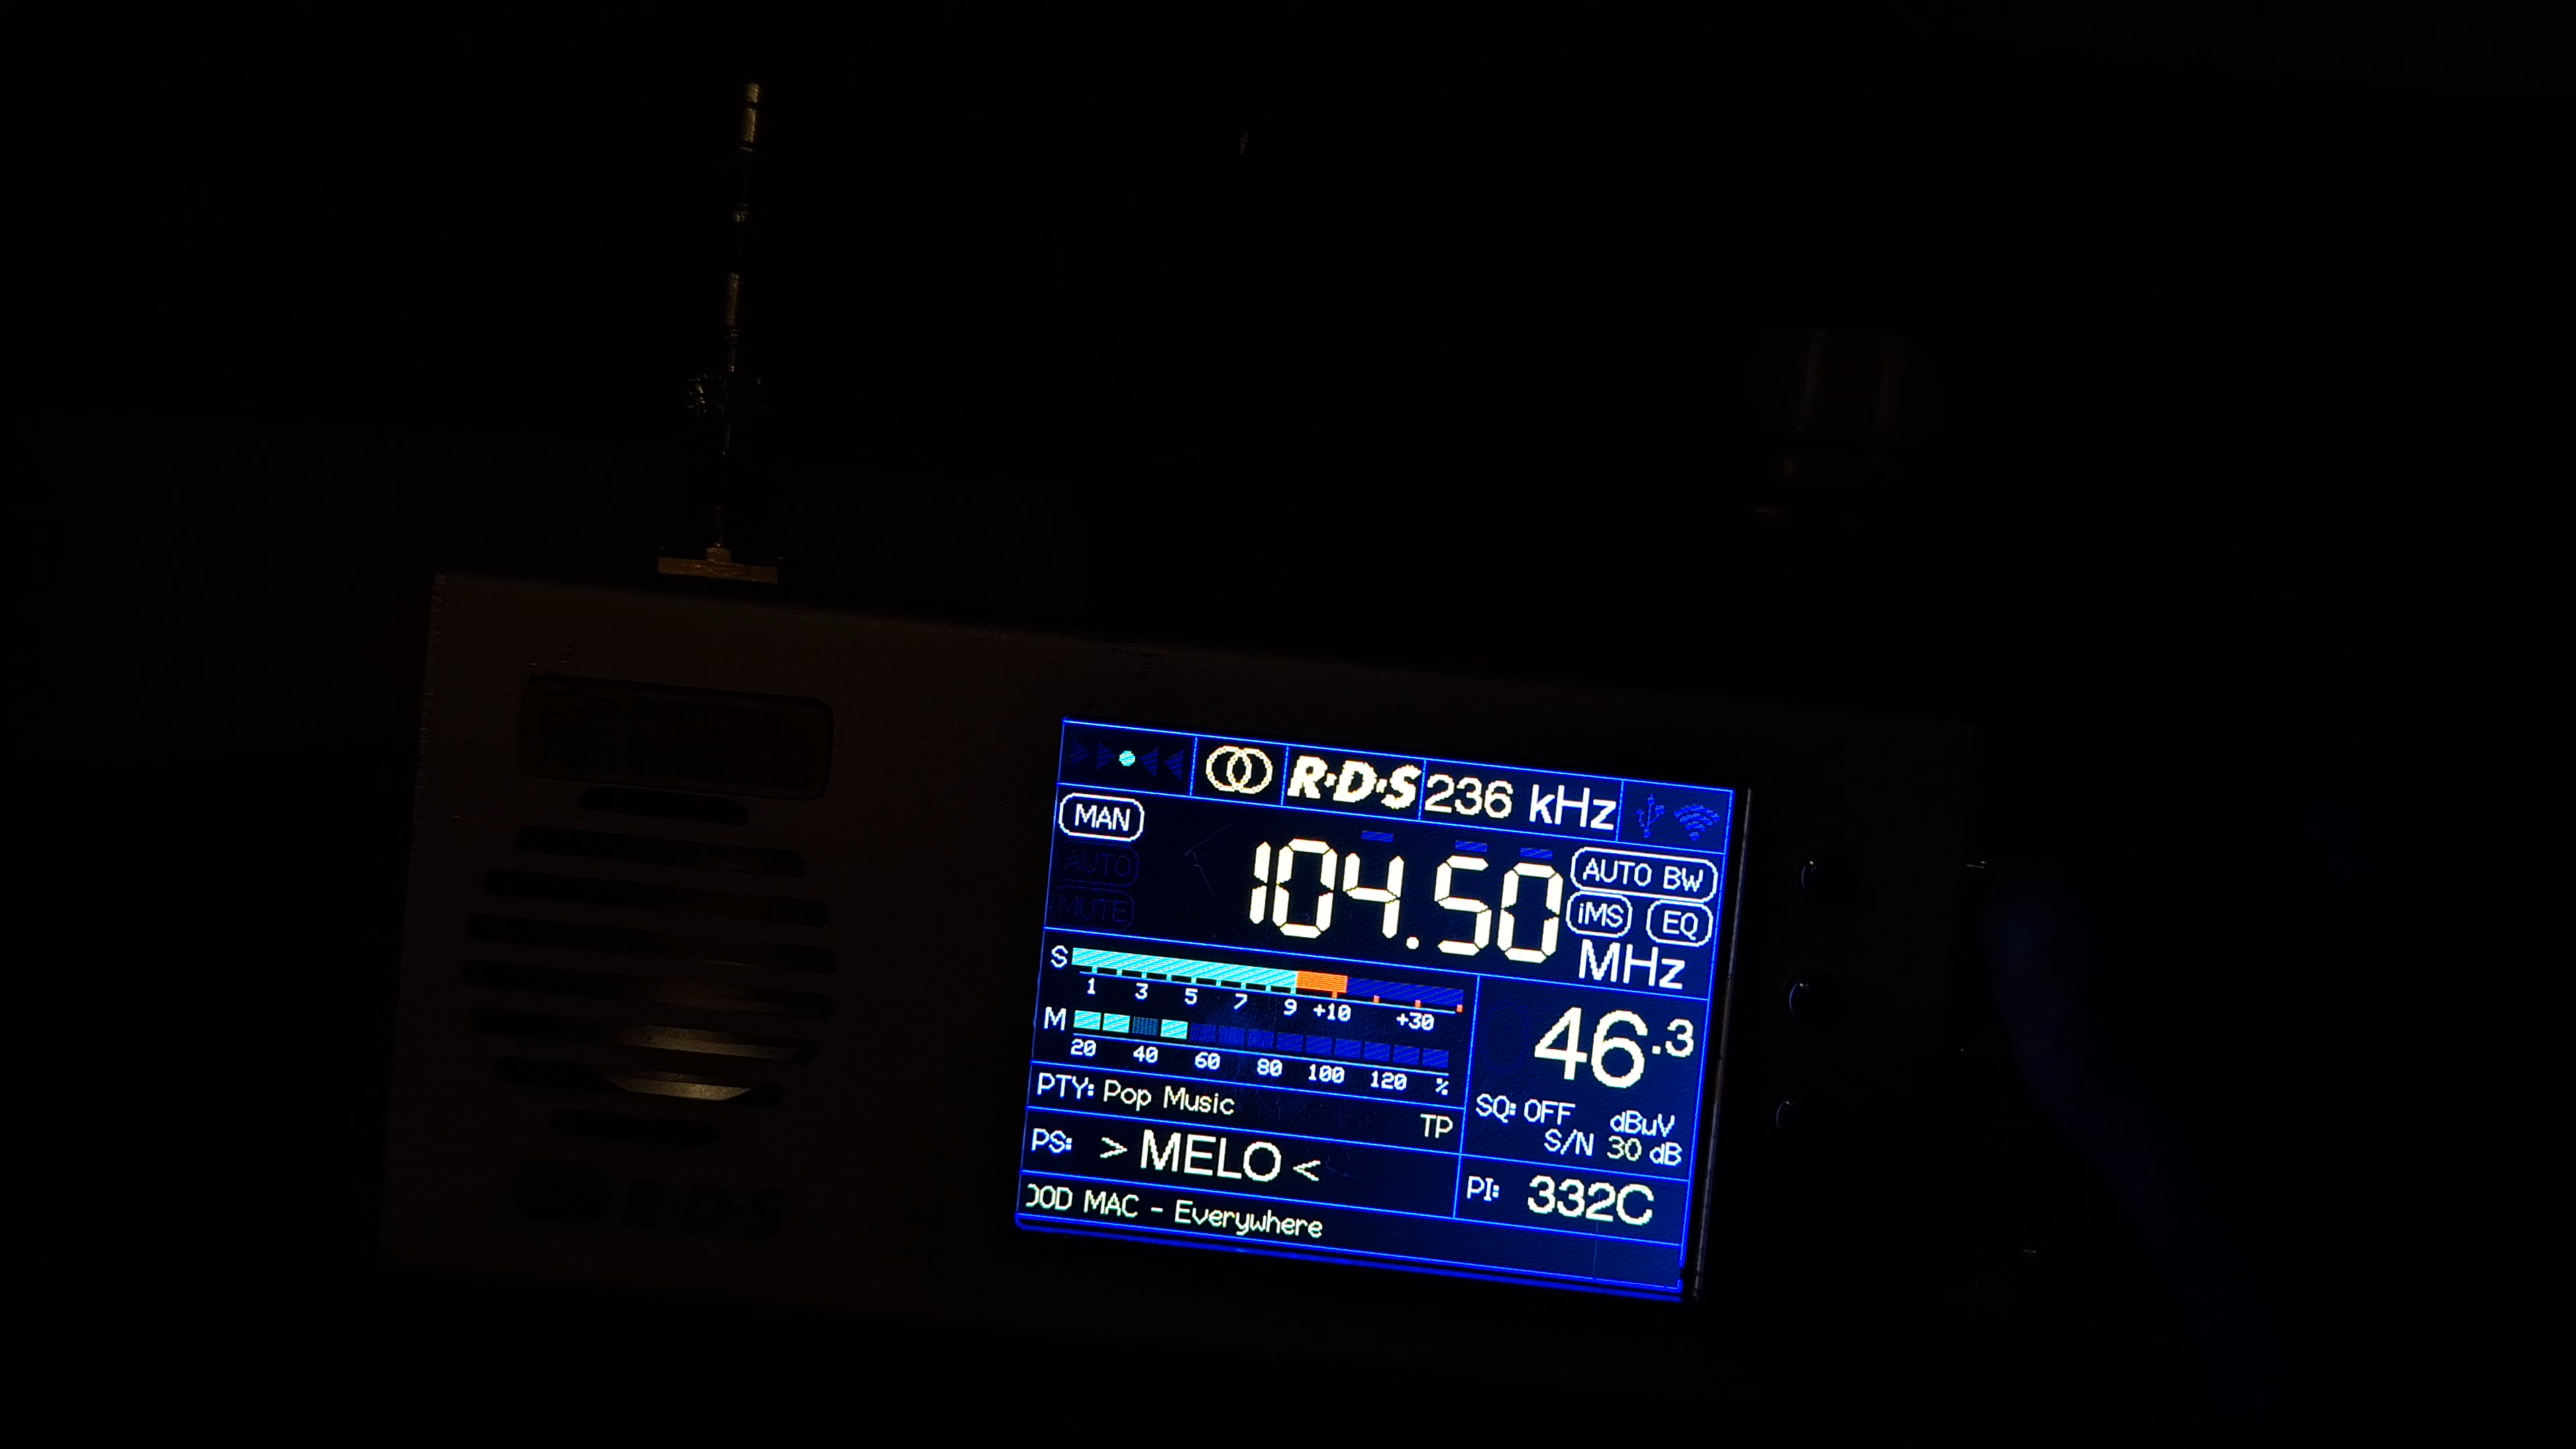 R·D·S 236 kHz
MAN
AUTO
MUTE
104.50 MHz
AUTO BW
iMS EQ
S
1 3 5 7 9 +10 +30
M
20 40 60 80 100 120 %
46.3
SQ: OFF dBuV
S/N 30 dB
PTY: Pop Music TP
PS: > MELO <
PI: 332C
OOD MAC - Everywhere
R·D·S